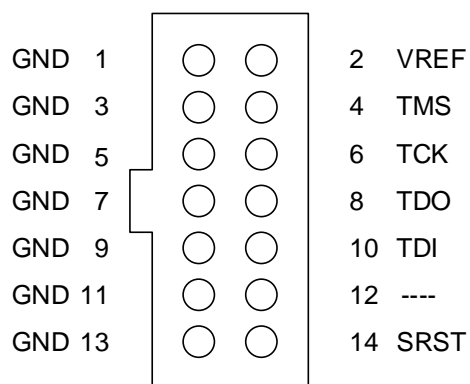 GND 1 2 VREF
GND 3 4 TMS
GND 5 6 TCK
GND 7 8 TDO
GND 9 10 TDI
GND 11 12 ----
GND 13 14 SRST